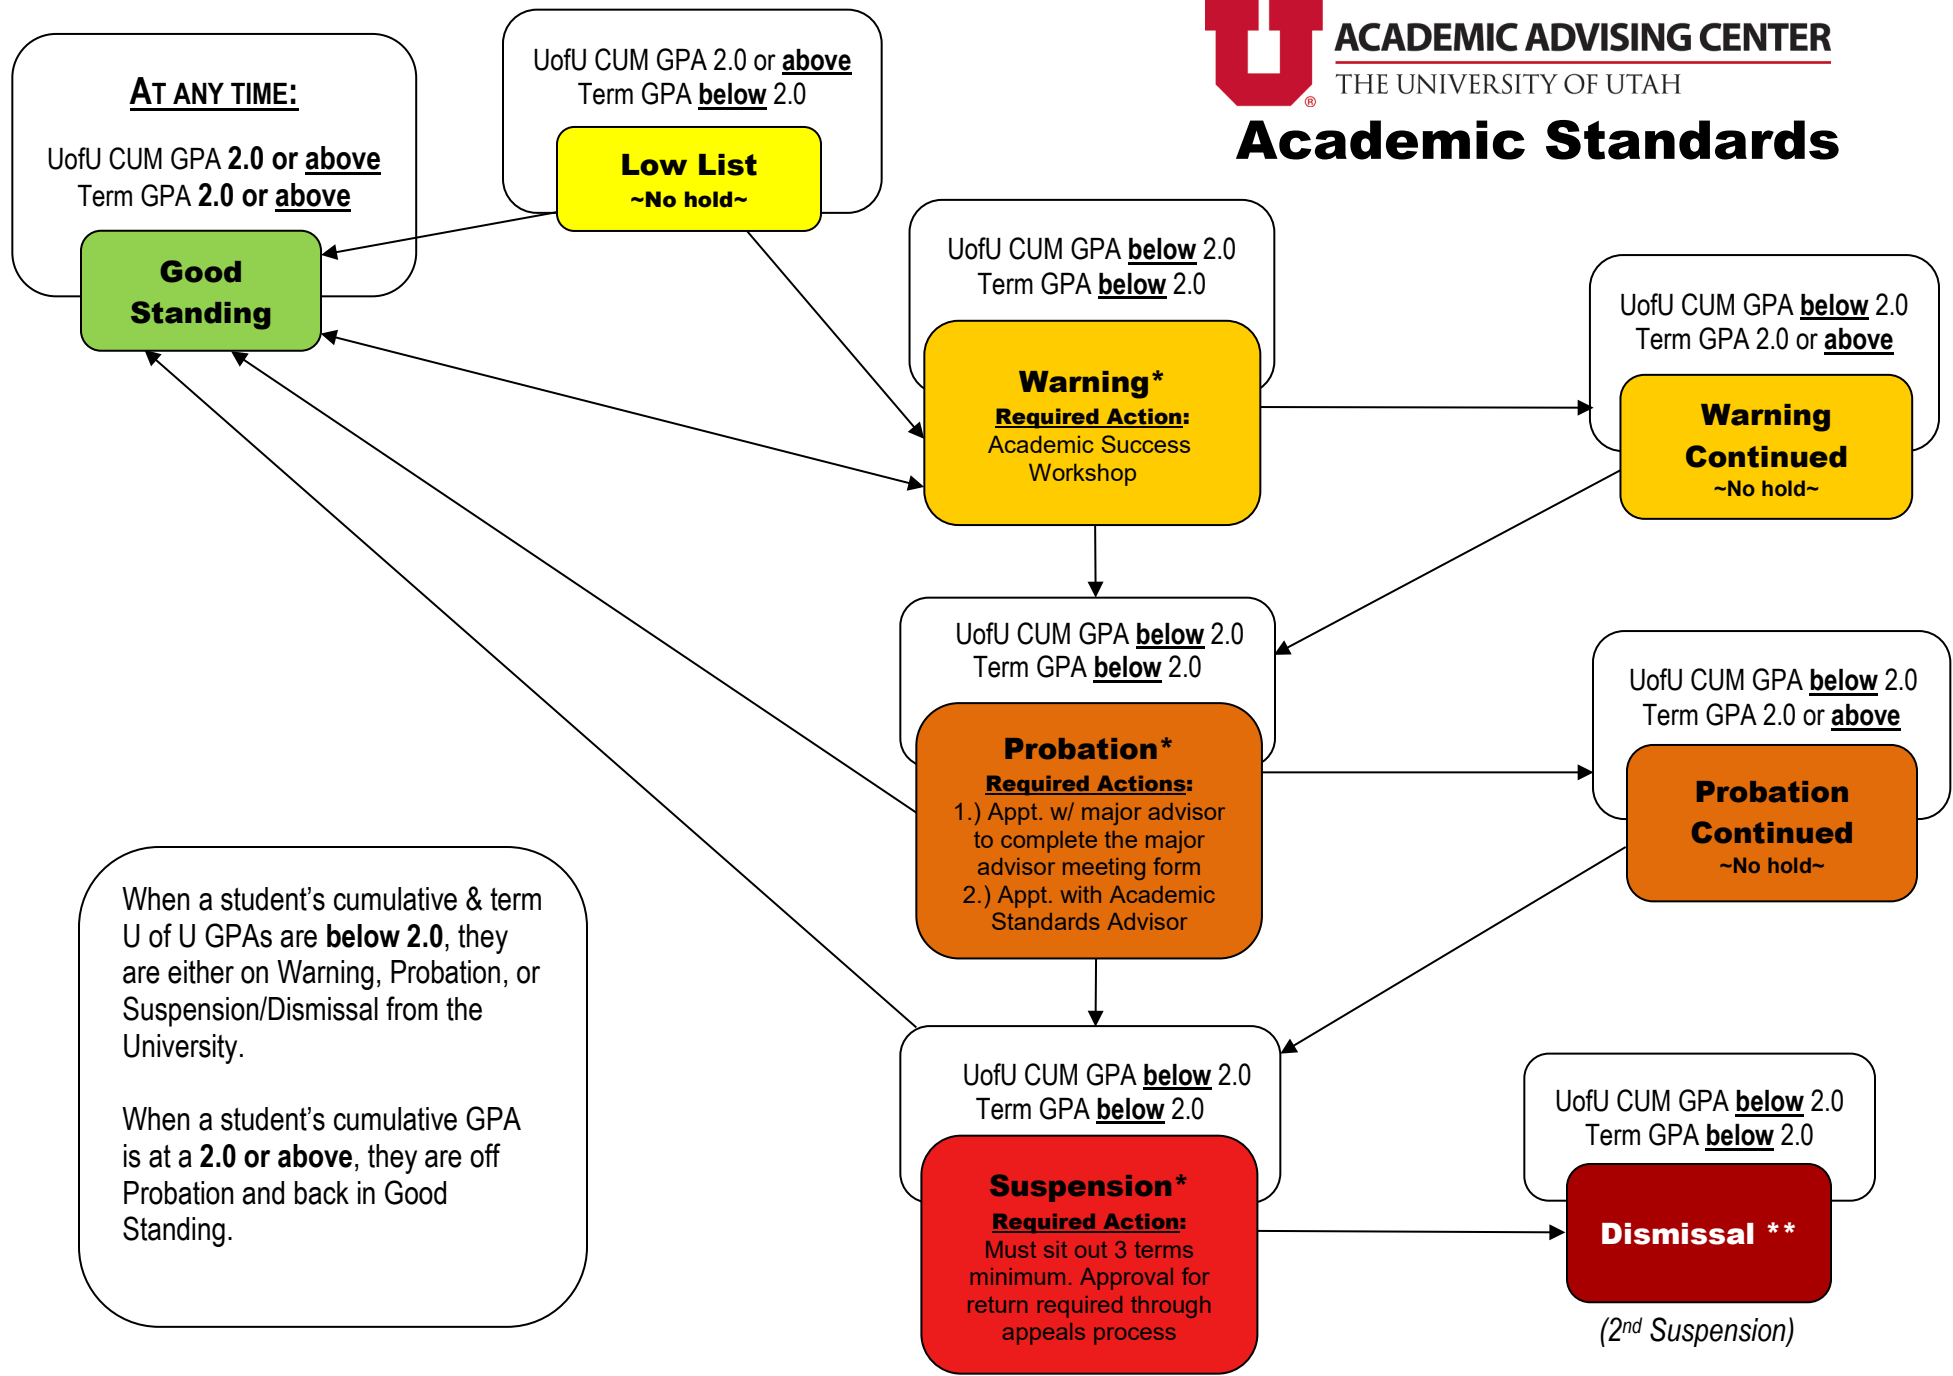 ACADEMIC ADVISING CENTER
THE UNIVERSITY OF UTAH
®
Academic Standards
AT ANY TIME:
UofU CUM GPA 2.0 or above
Term GPA 2.0 or above
Good
Standing
UofU CUM GPA 2.0 or above
Term GPA below 2.0
Low List
~No hold~
UofU CUM GPA below 2.0
Term GPA below 2.0
Warning*
Required Action:
Academic Success
Workshop
UofU CUM GPA below 2.0
Term GPA 2.0 or above
Warning
Continued
~No hold~
UofU CUM GPA below 2.0
Term GPA below 2.0
Probation*
Required Actions:
1.) Appt. w/ major advisor
to complete the major
advisor meeting form
2.) Appt. with Academic
Standards Advisor
UofU CUM GPA below 2.0
Term GPA 2.0 or above
Probation
Continued
~No hold~
When a student’s cumulative & term
U of U GPAs are below 2.0, they
are either on Warning, Probation, or
Suspension/Dismissal from the
University.
When a student’s cumulative GPA
is at a 2.0 or above, they are off
Probation and back in Good
Standing.
UofU CUM GPA below 2.0
Term GPA below 2.0
Suspension*
Required Action:
Must sit out 3 terms
minimum. Approval for
return required through
appeals process
UofU CUM GPA below 2.0
Term GPA below 2.0
Dismissal **
(2nd Suspension)